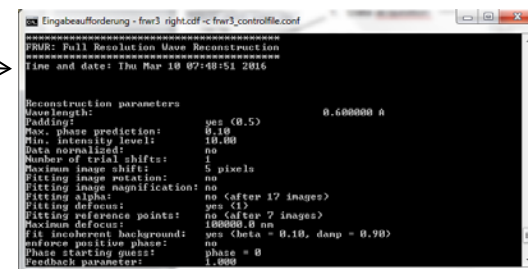 Eingabeaufforderung - frwr3 right.cdf -c frwr3_controlfile.conf
FRWR: Full Resolution Wave Reconstruction
Time and date: Thu Mar 10 07:48:51 2016
Reconstruction parameters
Wavelength: 0.600000 A
Padding: yes (0.5)
Max. phase prediction: 0.10
Min. intensity level: 10.00
Data normalized: no
Number of trial shifts: 1
Maximum image shift: 5 pixels
Fitting image rotation: no
Fitting image magnification: no
Fitting alpha: no (after 17 images)
Fitting defocus: yes (1)
Fitting reference points: no (after 7 images)
Maximum defocus: 100000.0 nm
fit incoherent background: yes (beta = 0.10, damp = 0.90)
enforce positive phase: no
Phase starting guess: phase = 0
Feedback parameter: 1.000